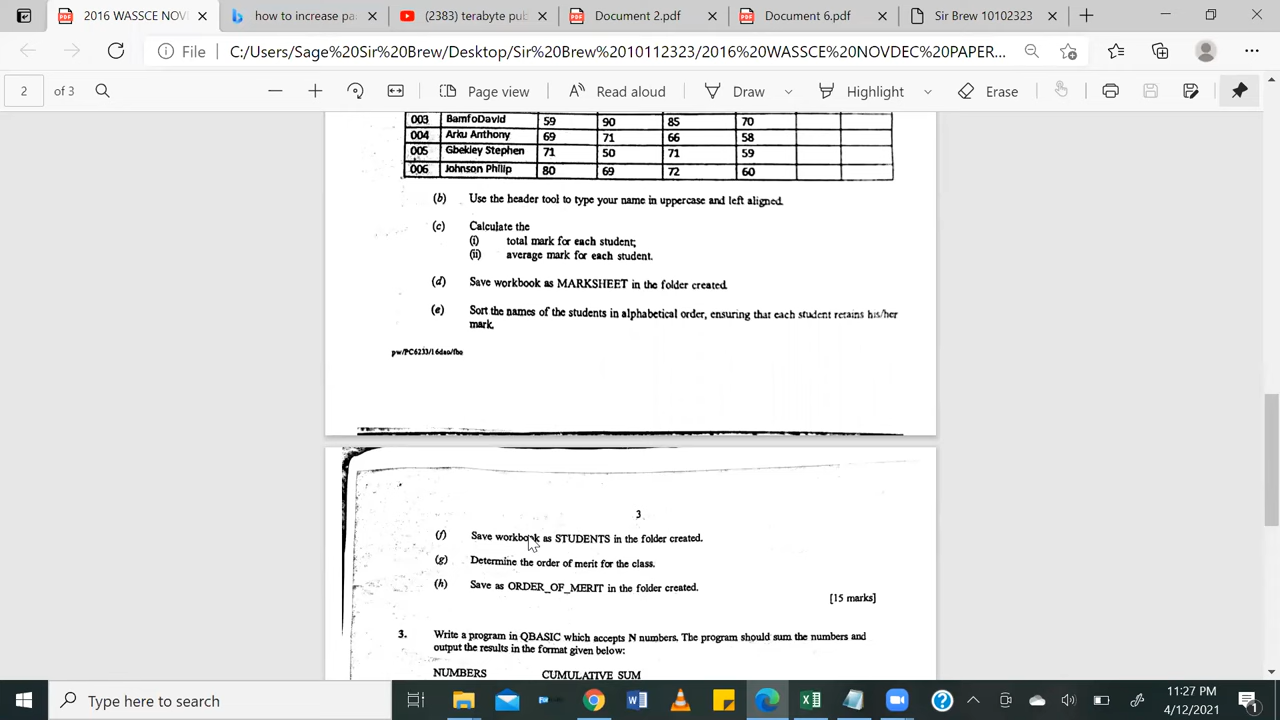 2016 WASSCE NOV
how to increase pa
(2383) terabyte pub
Document 2.pdf
Document 6.pdf
Sir Brew 10102323
File
C:/Users/Sage%20Sir%20Brew/Desktop/Sir%20Brew%2010112323/2016%20WASSCE%20NOVDEC%20PAPER...
2 of 3
Page view
Read aloud
Draw
Highlight
Erase
003 BamfoDavid 59 90 85 70
004 Arku Anthony 69 71 66 58
005 Gbekley Stephen 71 50 71 59
006 Johnson Philip 80 69 72 60
(b) Use the header tool to type your name in uppercase and left aligned.
(c) Calculate the
(i) total mark for each student;
(ii) average mark for each student.
(d) Save workbook as MARKSHEET in the folder created.
(e) Sort the names of the students in alphabetical order, ensuring that each student retains his/her
mark.
pw/PC6233/16dao/fbo
3
(f) Save workbook as STUDENTS in the folder created.
(g) Determine the order of merit for the class.
(h) Save as ORDER_OF_MERIT in the folder created.
[15 marks]
3. Write a program in QBASIC which accepts N numbers. The program should sum the numbers and
output the results in the format given below:
NUMBERS CUMULATIVE SUM
Type here to search
11:27 PM
4/12/2021